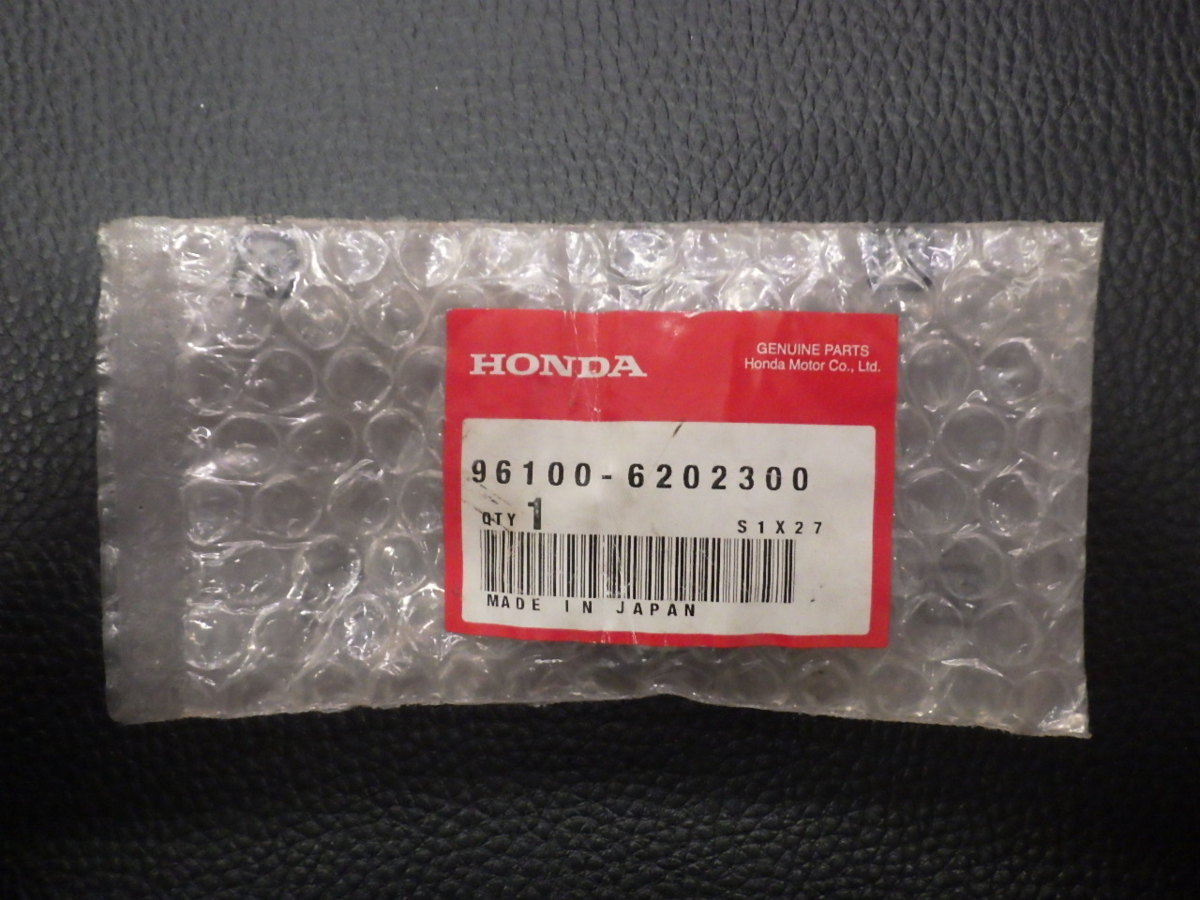 HONDA
GENUINE PARTS
Honda Motor Co., Ltd.
96100-6202300
QTY 1
S1X27
MADE IN JAPAN